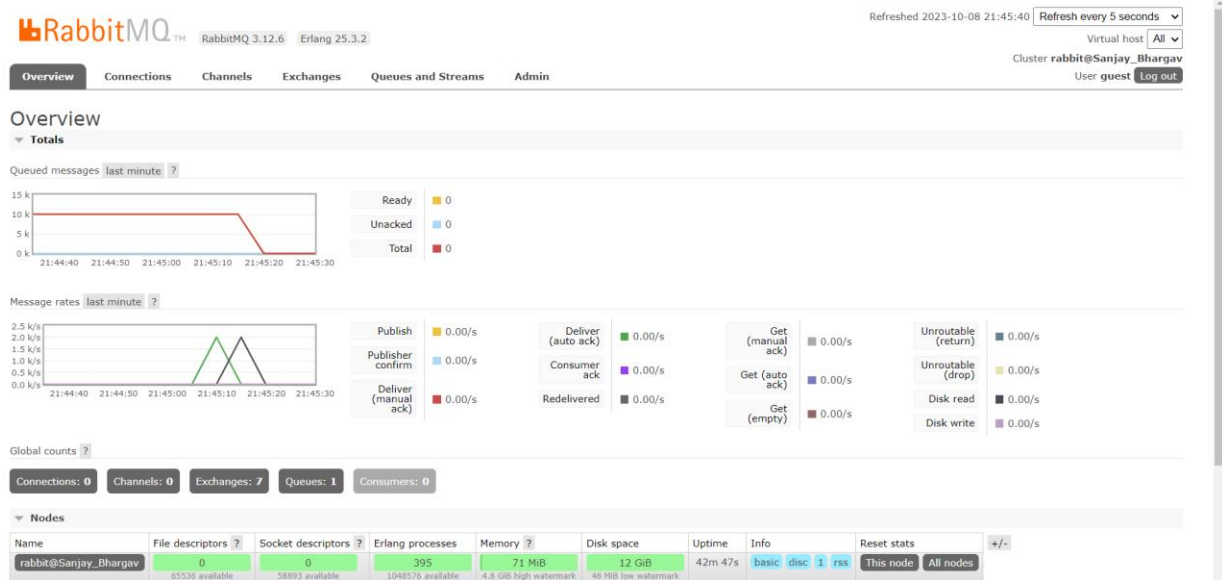 RabbitMQ TM RabbitMQ 3.12.6 Erlang 25.3.2
Refreshed 2023-10-08 21:45:40 Refresh every 5 seconds
Virtual host All
Cluster rabbit@Sanjay_Bhargav
User guest Log out
Overview Connections Channels Exchanges Queues and Streams Admin
Overview
Totals
Queued messages last minute ?
15 k
10 k
5 k
0 k
21:44:40 21:44:50 21:45:00 21:45:10 21:45:20 21:45:30
Ready 0
Unacked 0
Total 0
Message rates last minute ?
2.5 k/s
2.0 k/s
1.5 k/s
1.0 k/s
0.5 k/s
0.0 k/s
21:44:40 21:44:50 21:45:00 21:45:10 21:45:20 21:45:30
Publish 0.00/s
Publisher
confirm 0.00/s
Deliver
(manual
ack) 0.00/s
Deliver
(auto ack) 0.00/s
Consumer
ack 0.00/s
Redelivered 0.00/s
Get
(manual
ack) 0.00/s
Get (auto
ack) 0.00/s
Get
(empty) 0.00/s
Unroutable
(return) 0.00/s
Unroutable
(drop) 0.00/s
Disk read 0.00/s
Disk write 0.00/s
Global counts ?
Connections: 0 Channels: 0 Exchanges: 7 Queues: 1 Consumers: 0
Nodes
Name File descriptors ? Socket descriptors ? Erlang processes Memory ? Disk space Uptime Info Reset stats +/-
rabbit@Sanjay_Bhargav 0 0 395 71 MiB 12 GiB 42m 47s basic disc 1 rss This node All nodes
65536 available 58893 available 1048576 available 4.8 GiB high watermark 48 MiB low watermark